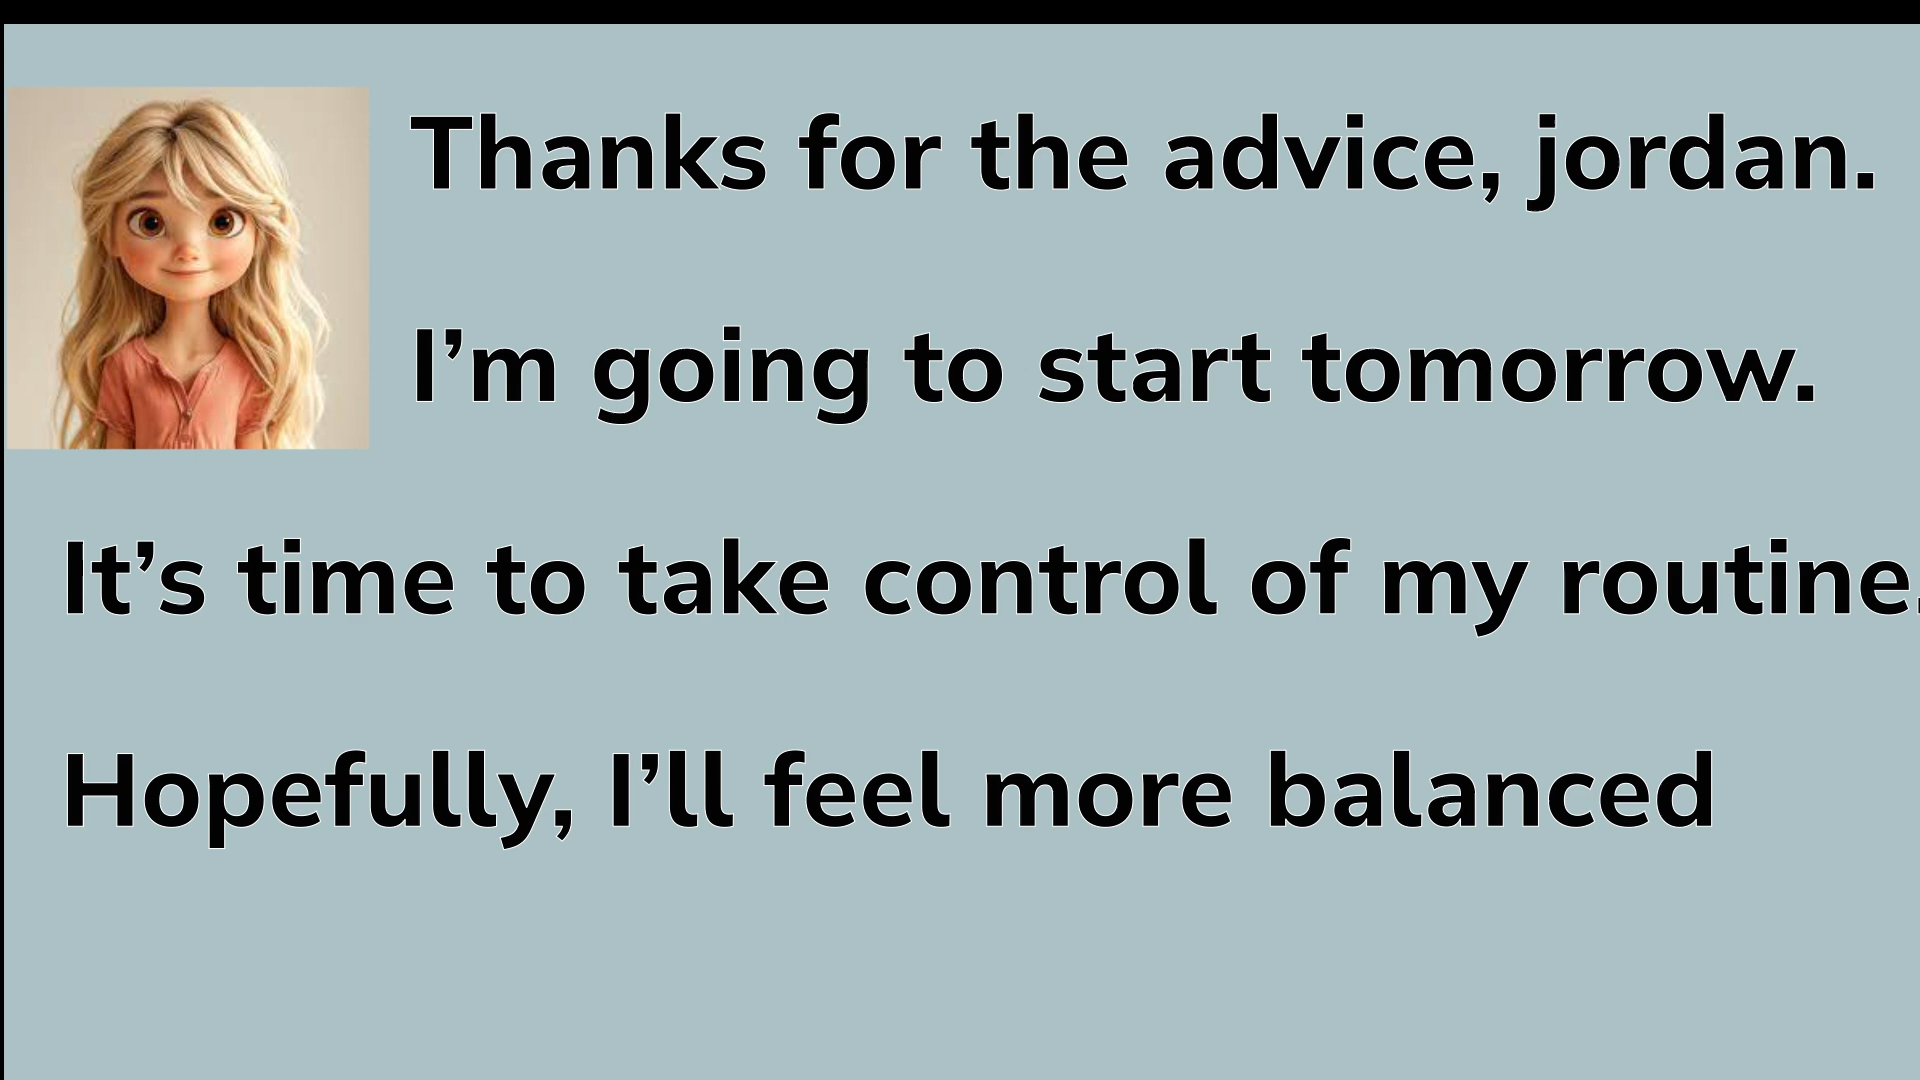 Thanks for the advice, jordan.
I’m going to start tomorrow.
It’s time to take control of my routine.
Hopefully, I’ll feel more balanced